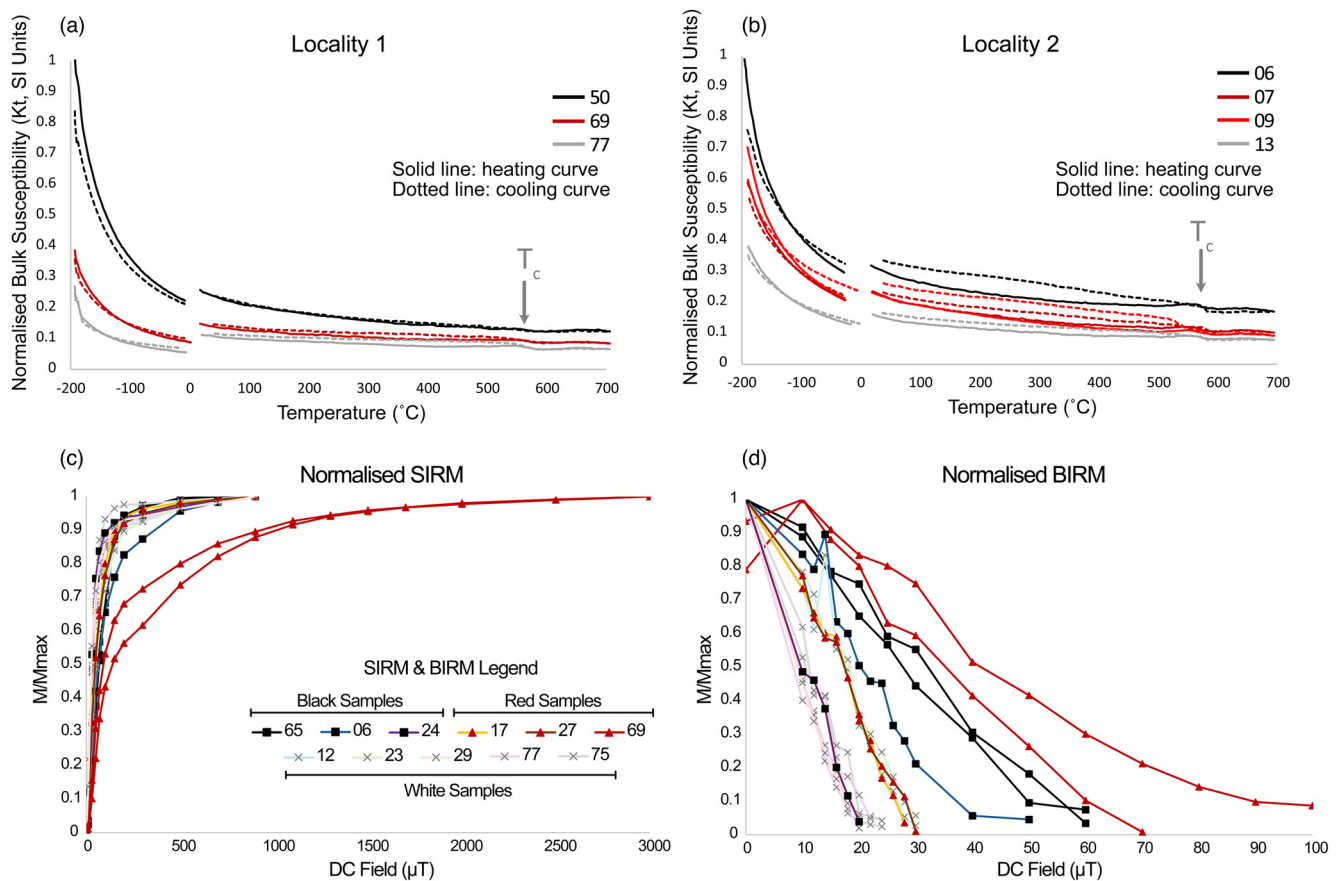 (a)
Locality 1
Normalised Bulk Susceptibility (Kt, SI Units)
1
0.9
0.8
0.7
0.6
0.5
0.4
0.3
0.2
0.1
0
-200 -100 0 100 200 300 400 500 600 700
Temperature (˚C)
50
69
77
Solid line: heating curve
Dotted line: cooling curve
Tc
(b)
Locality 2
Normalised Bulk Susceptibility (Kt, SI Units)
1
0.9
0.8
0.7
0.6
0.5
0.4
0.3
0.2
0.1
0
-200 -100 0 100 200 300 400 500 600 700
Temperature (˚C)
06
07
09
13
Solid line: heating curve
Dotted line: cooling curve
Tc
(c)
Normalised SIRM
M/Mmax
1
0.9
0.8
0.7
0.6
0.5
0.4
0.3
0.2
0.1
0
0 500 1000 1500 2000 2500 3000
DC Field (µT)
SIRM & BIRM Legend
Black Samples Red Samples
65 06 24 17 27 69
12 23 29 77 75
White Samples
(d)
Normalised BIRM
M/Mmax
1
0.9
0.8
0.7
0.6
0.5
0.4
0.3
0.2
0.1
0
0 10 20 30 40 50 60 70 80 90 100
DC Field (µT)